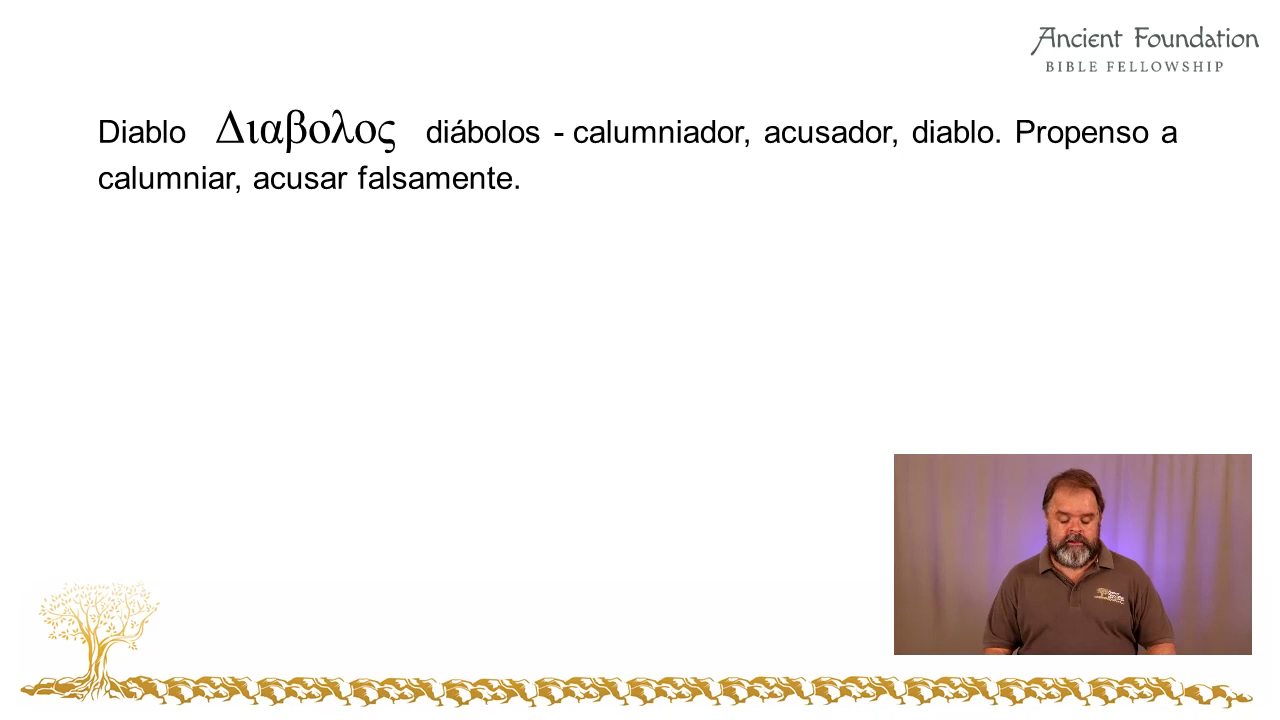 Ancient Foundation
BIBLE FELLOWSHIP
Diablo Διαβολος diábolos - calumniador, acusador, diablo. Propenso a
calumniar, acusar falsamente.